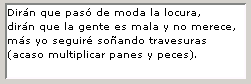 Dirán que pasó de moda la locura,
dirán que la gente es mala y no merece,
más yo seguiré soñando travesuras
(acaso multiplicar panes y peces).